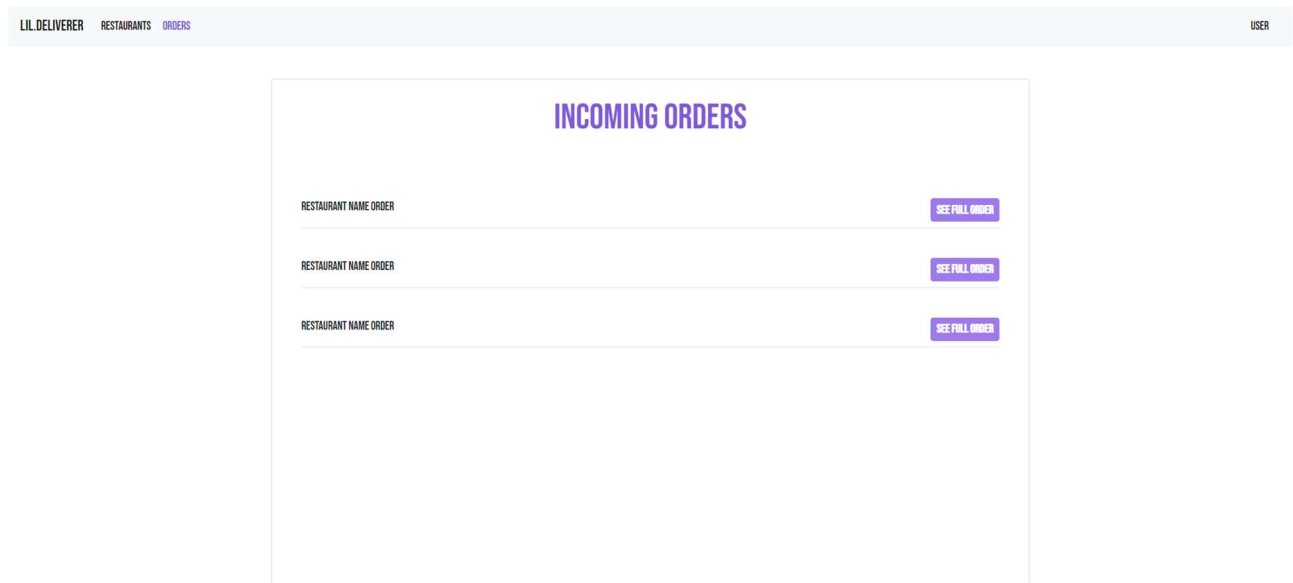 LIL.DELIVERER RESTAURANTS ORDERS USER
INCOMING ORDERS
RESTAURANT NAME ORDER SEE FULL ORDER
RESTAURANT NAME ORDER SEE FULL ORDER
RESTAURANT NAME ORDER SEE FULL ORDER